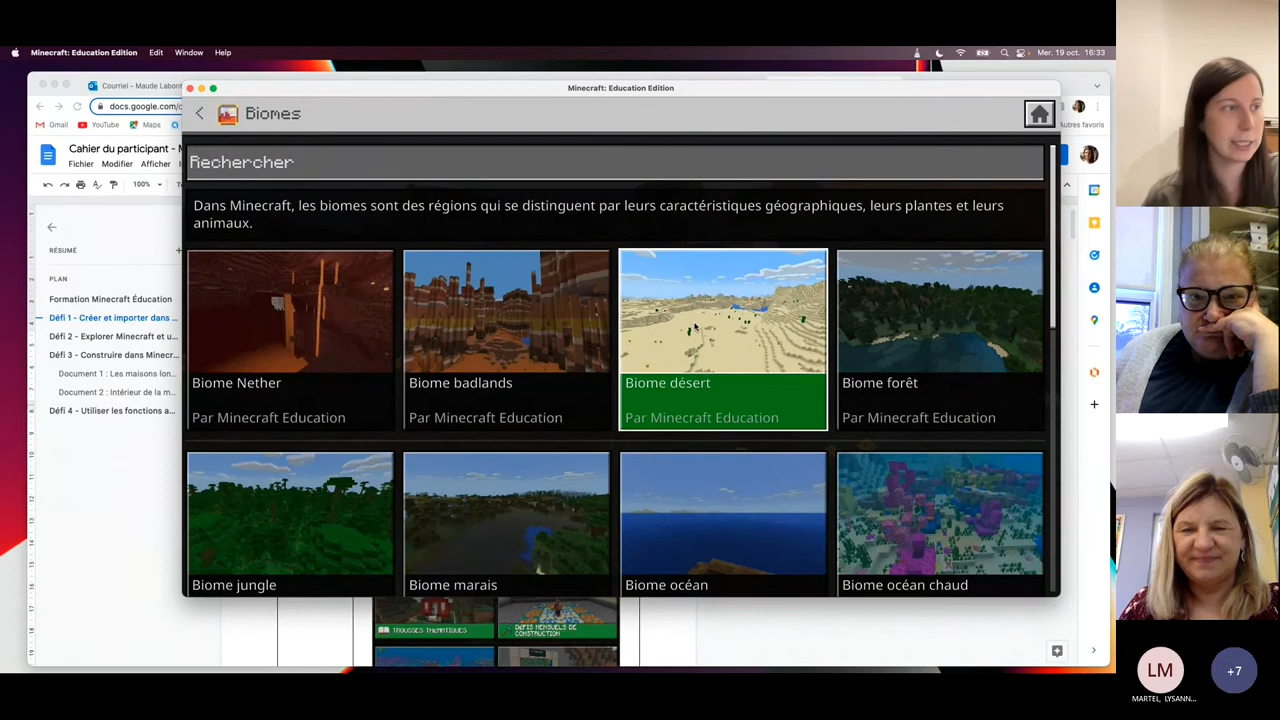 Minecraft: Education Edition Edit Window Help Mer. 19 oct. 16:33
Courriel - Maude Labont
docs.google.com/c
Gmail YouTube Maps
Autres favoris
Cahier du participant - M
Fichier Modifier Afficher
100%
RÉSUMÉ
PLAN
Formation Minecraft Éducation
Défi 1 - Créer et importer dans ...
Défi 2 - Explorer Minecraft et u...
Défi 3 - Construire dans Minecr...
Document 1 : Les maisons lon...
Document 2 : Intérieur de la m...
Défi 4 - Utiliser les fonctions a...
Minecraft: Education Edition
Biomes
Rechercher
Dans Minecraft, les biomes sont des régions qui se distinguent par leurs caractéristiques géographiques, leurs plantes et leurs
animaux.
Biome Nether
Par Minecraft Education
Biome badlands
Par Minecraft Education
Biome désert
Par Minecraft Education
Biome forêt
Par Minecraft Education
Biome jungle
Biome marais
Biome océan
Biome océan chaud
TROUSSES THÉMATIQUES
DÉFIS MENSUELS DE
CONSTRUCTION
LM
MARTEL, LYSANN...
+7